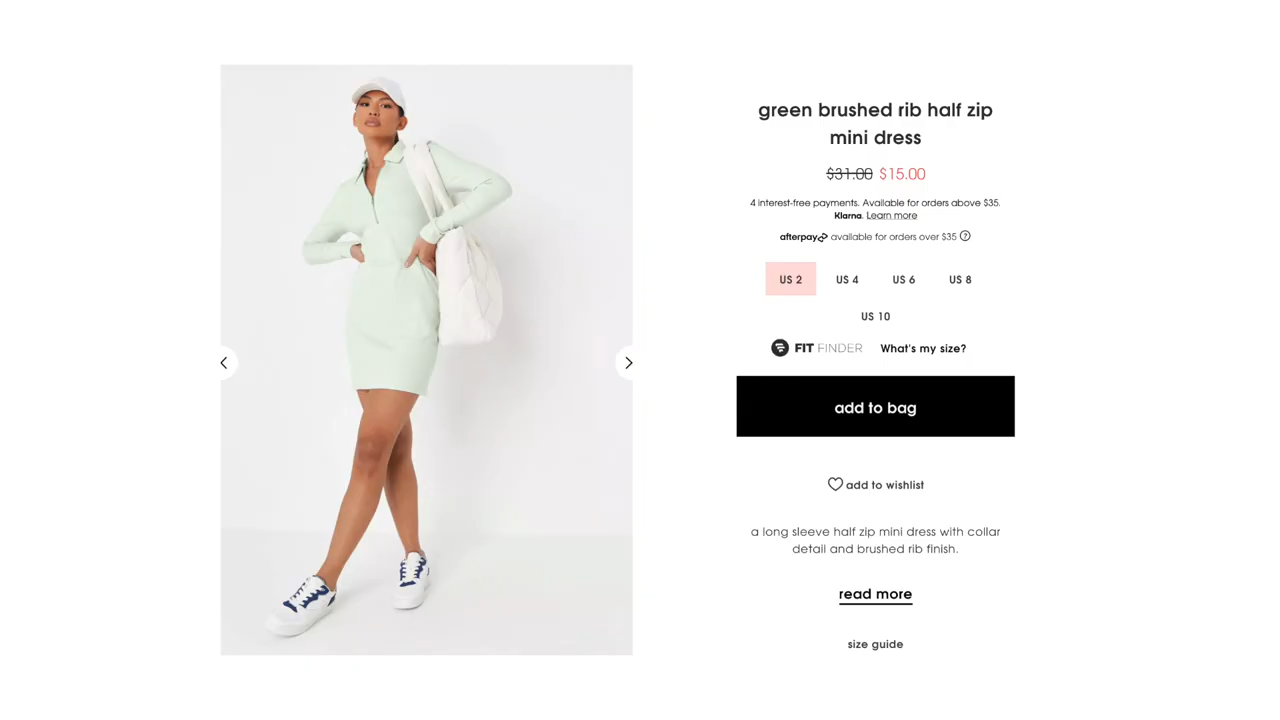 green brushed rib half zip
mini dress
$31.00 $15.00
4 interest-free payments. Available for orders above $35.
Klarna. Learn more
afterpay available for orders over $35 ?
US 2 US 4 US 6 US 8
US 10
FIT FINDER What's my size?
add to bag
add to wishlist
a long sleeve half zip mini dress with collar
detail and brushed rib finish.
read more
size guide